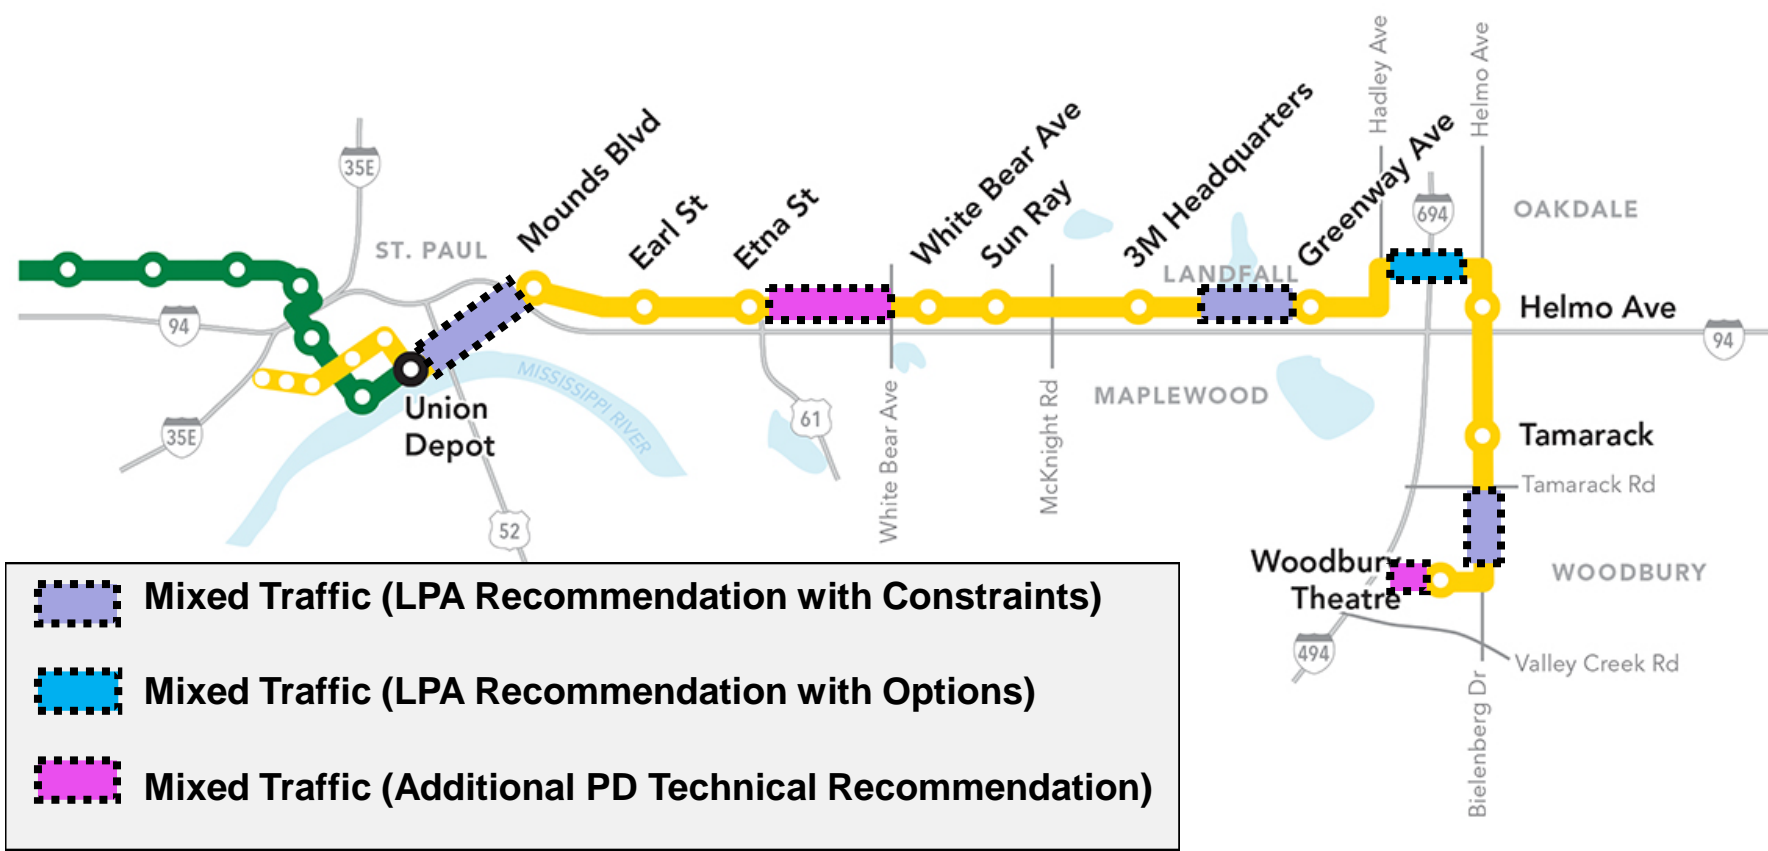 Hadley Ave
Helmo Ave
35E
ST. PAUL
Mounds Blvd
Earl St
Etna St
White Bear Ave
Sun Ray
3M Headquarters
LANDFALL
Greenway Ave
694
OAKDALE
94
Helmo Ave
94
MISSISSIPPI RIVER
Union
Depot
35E
61
White Bear Ave
McKnight Rd
MAPLEWOOD
Tamarack
Tamarack Rd
52
Woodbury
Theatre
WOODBURY
494
Valley Creek Rd
Bielenberg Dr
Mixed Traffic (LPA Recommendation with Constraints)
Mixed Traffic (LPA Recommendation with Options)
Mixed Traffic (Additional PD Technical Recommendation)